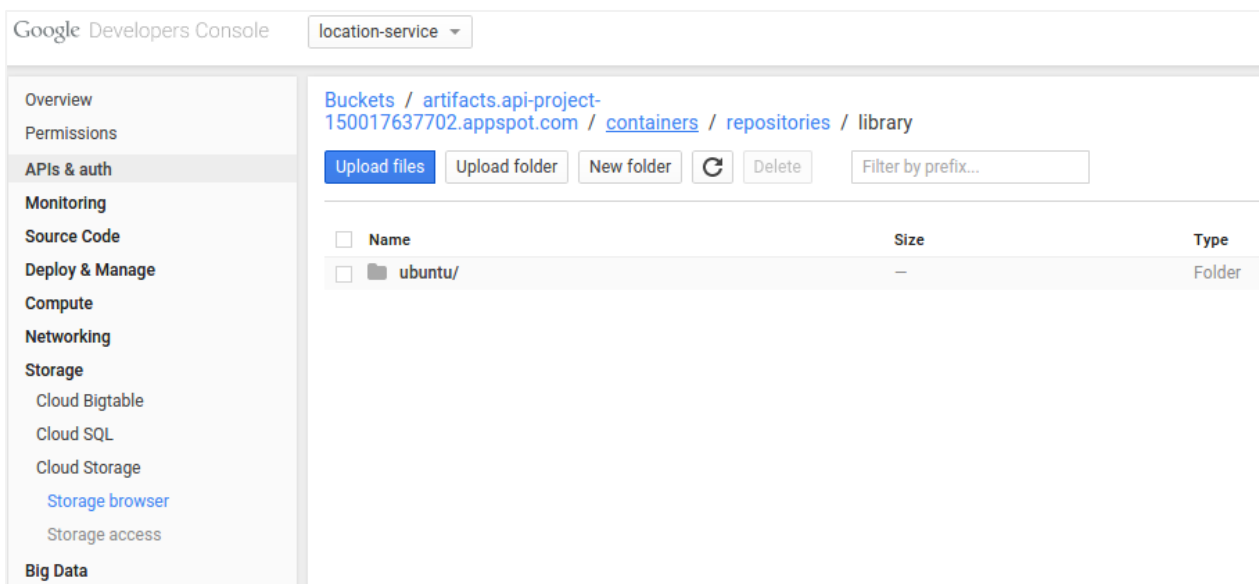 Google Developers Console location-service
Overview
Permissions
APIs & auth
Monitoring
Source Code
Deploy & Manage
Compute
Networking
Storage
Cloud Bigtable
Cloud SQL
Cloud Storage
Storage browser
Storage access
Big Data
Buckets / artifacts.api-project-
150017637702.appspot.com / containers / repositories / library
Upload files Upload folder New folder Delete Filter by prefix...
Name Size Type
ubuntu/ — Folder